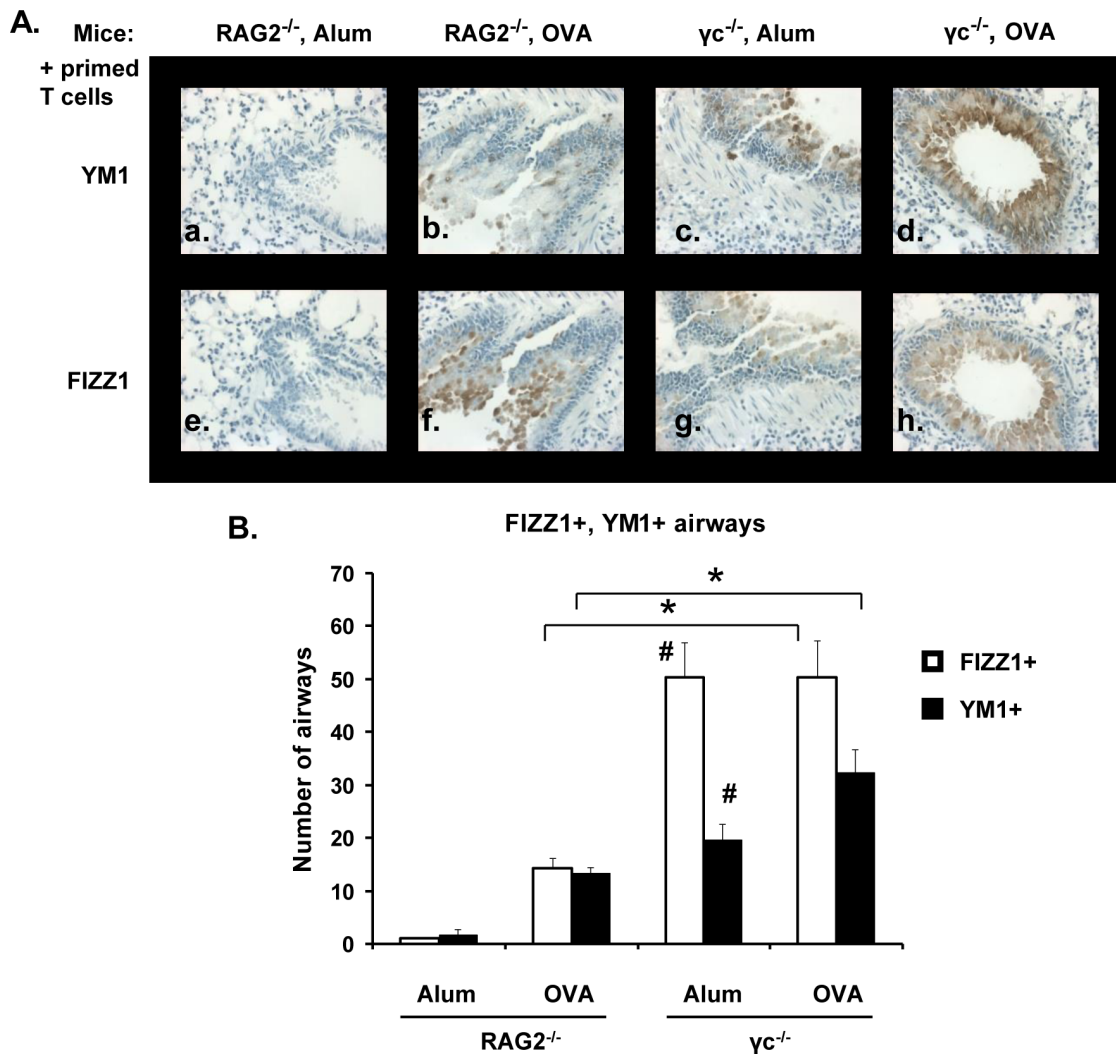 A.
Mice: RAG2-/-, Alum RAG2-/-, OVA γc-/-, Alum γc-/-, OVA
+ primed
T cells
YM1
a. b. c. d.
FIZZ1
e. f. g. h.
B.
FIZZ1+, YM1+ airways
Number of airways
70
60
50
40
30
20
10
0
*
*
#
#
FIZZ1+
YM1+
Alum OVA Alum OVA
RAG2-/- γc-/-